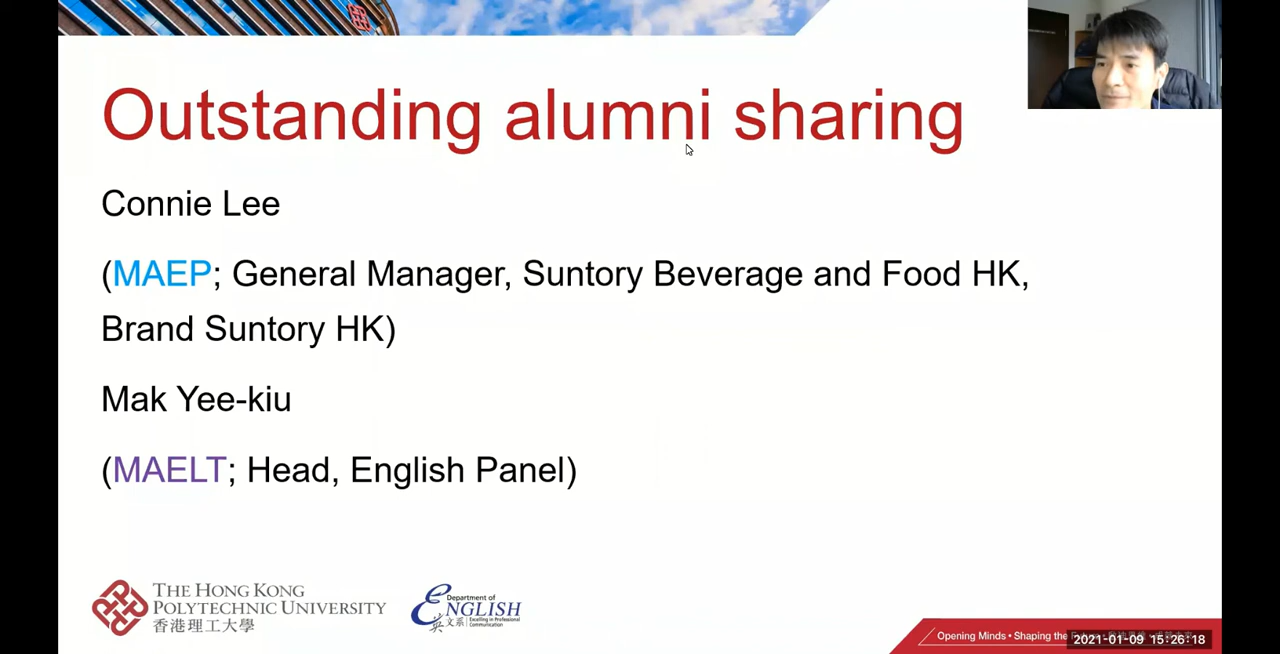 Outstanding alumni sharing
Connie Lee
(MAEP; General Manager, Suntory Beverage and Food HK,
Brand Suntory HK)
Mak Yee-kiu
(MAELT; Head, English Panel)
THE HONG KONG
POLYTECHNIC UNIVERSITY
香港理工大學
Department of
ENGLISH
英文系
Excelling in Professional
Communication
Opening Minds • Shaping the
2021-01-09 15:26:18